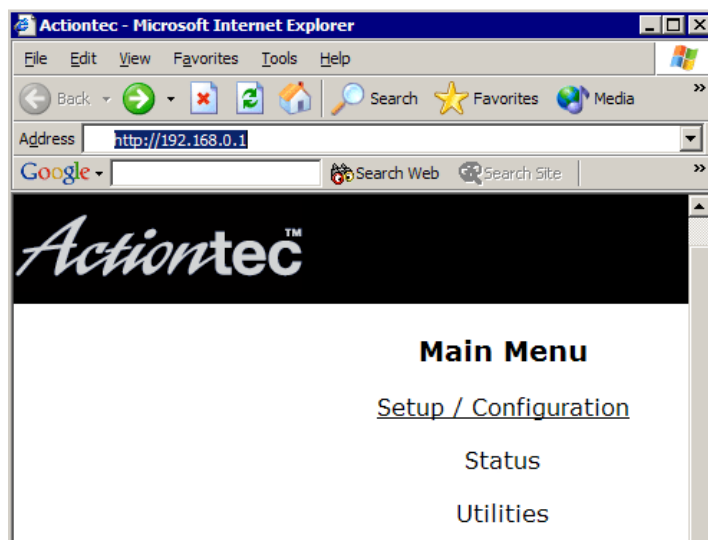 Actiontec - Microsoft Internet Explorer
File Edit View Favorites Tools Help
Back Search Favorites Media »
Address http://192.168.0.1
Google Search Web Search Site »
Actiontec™
Main Menu
Setup / Configuration
Status
Utilities